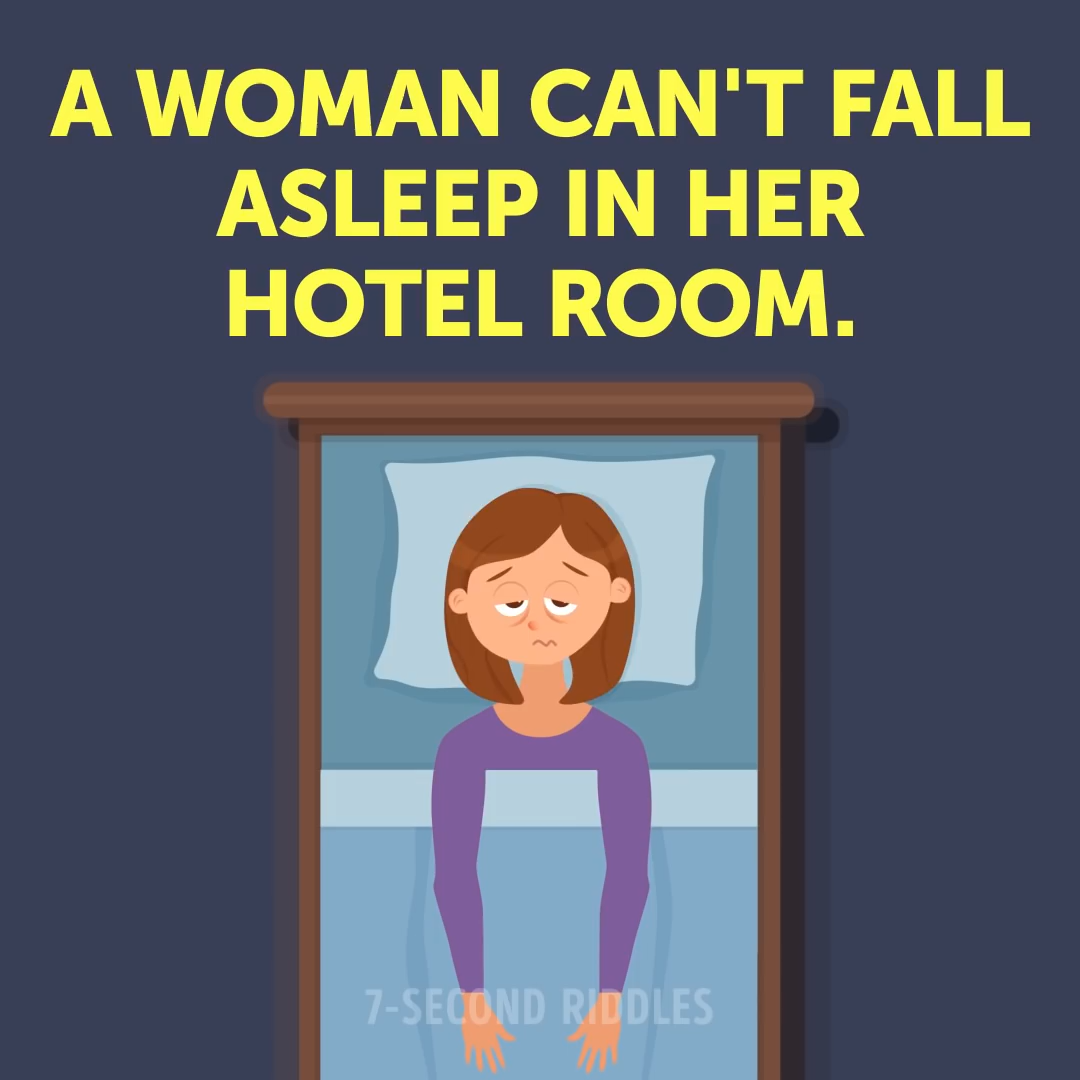 A WOMAN CAN'T FALL
ASLEEP IN HER
HOTEL ROOM.
7-SECOND RIDDLES